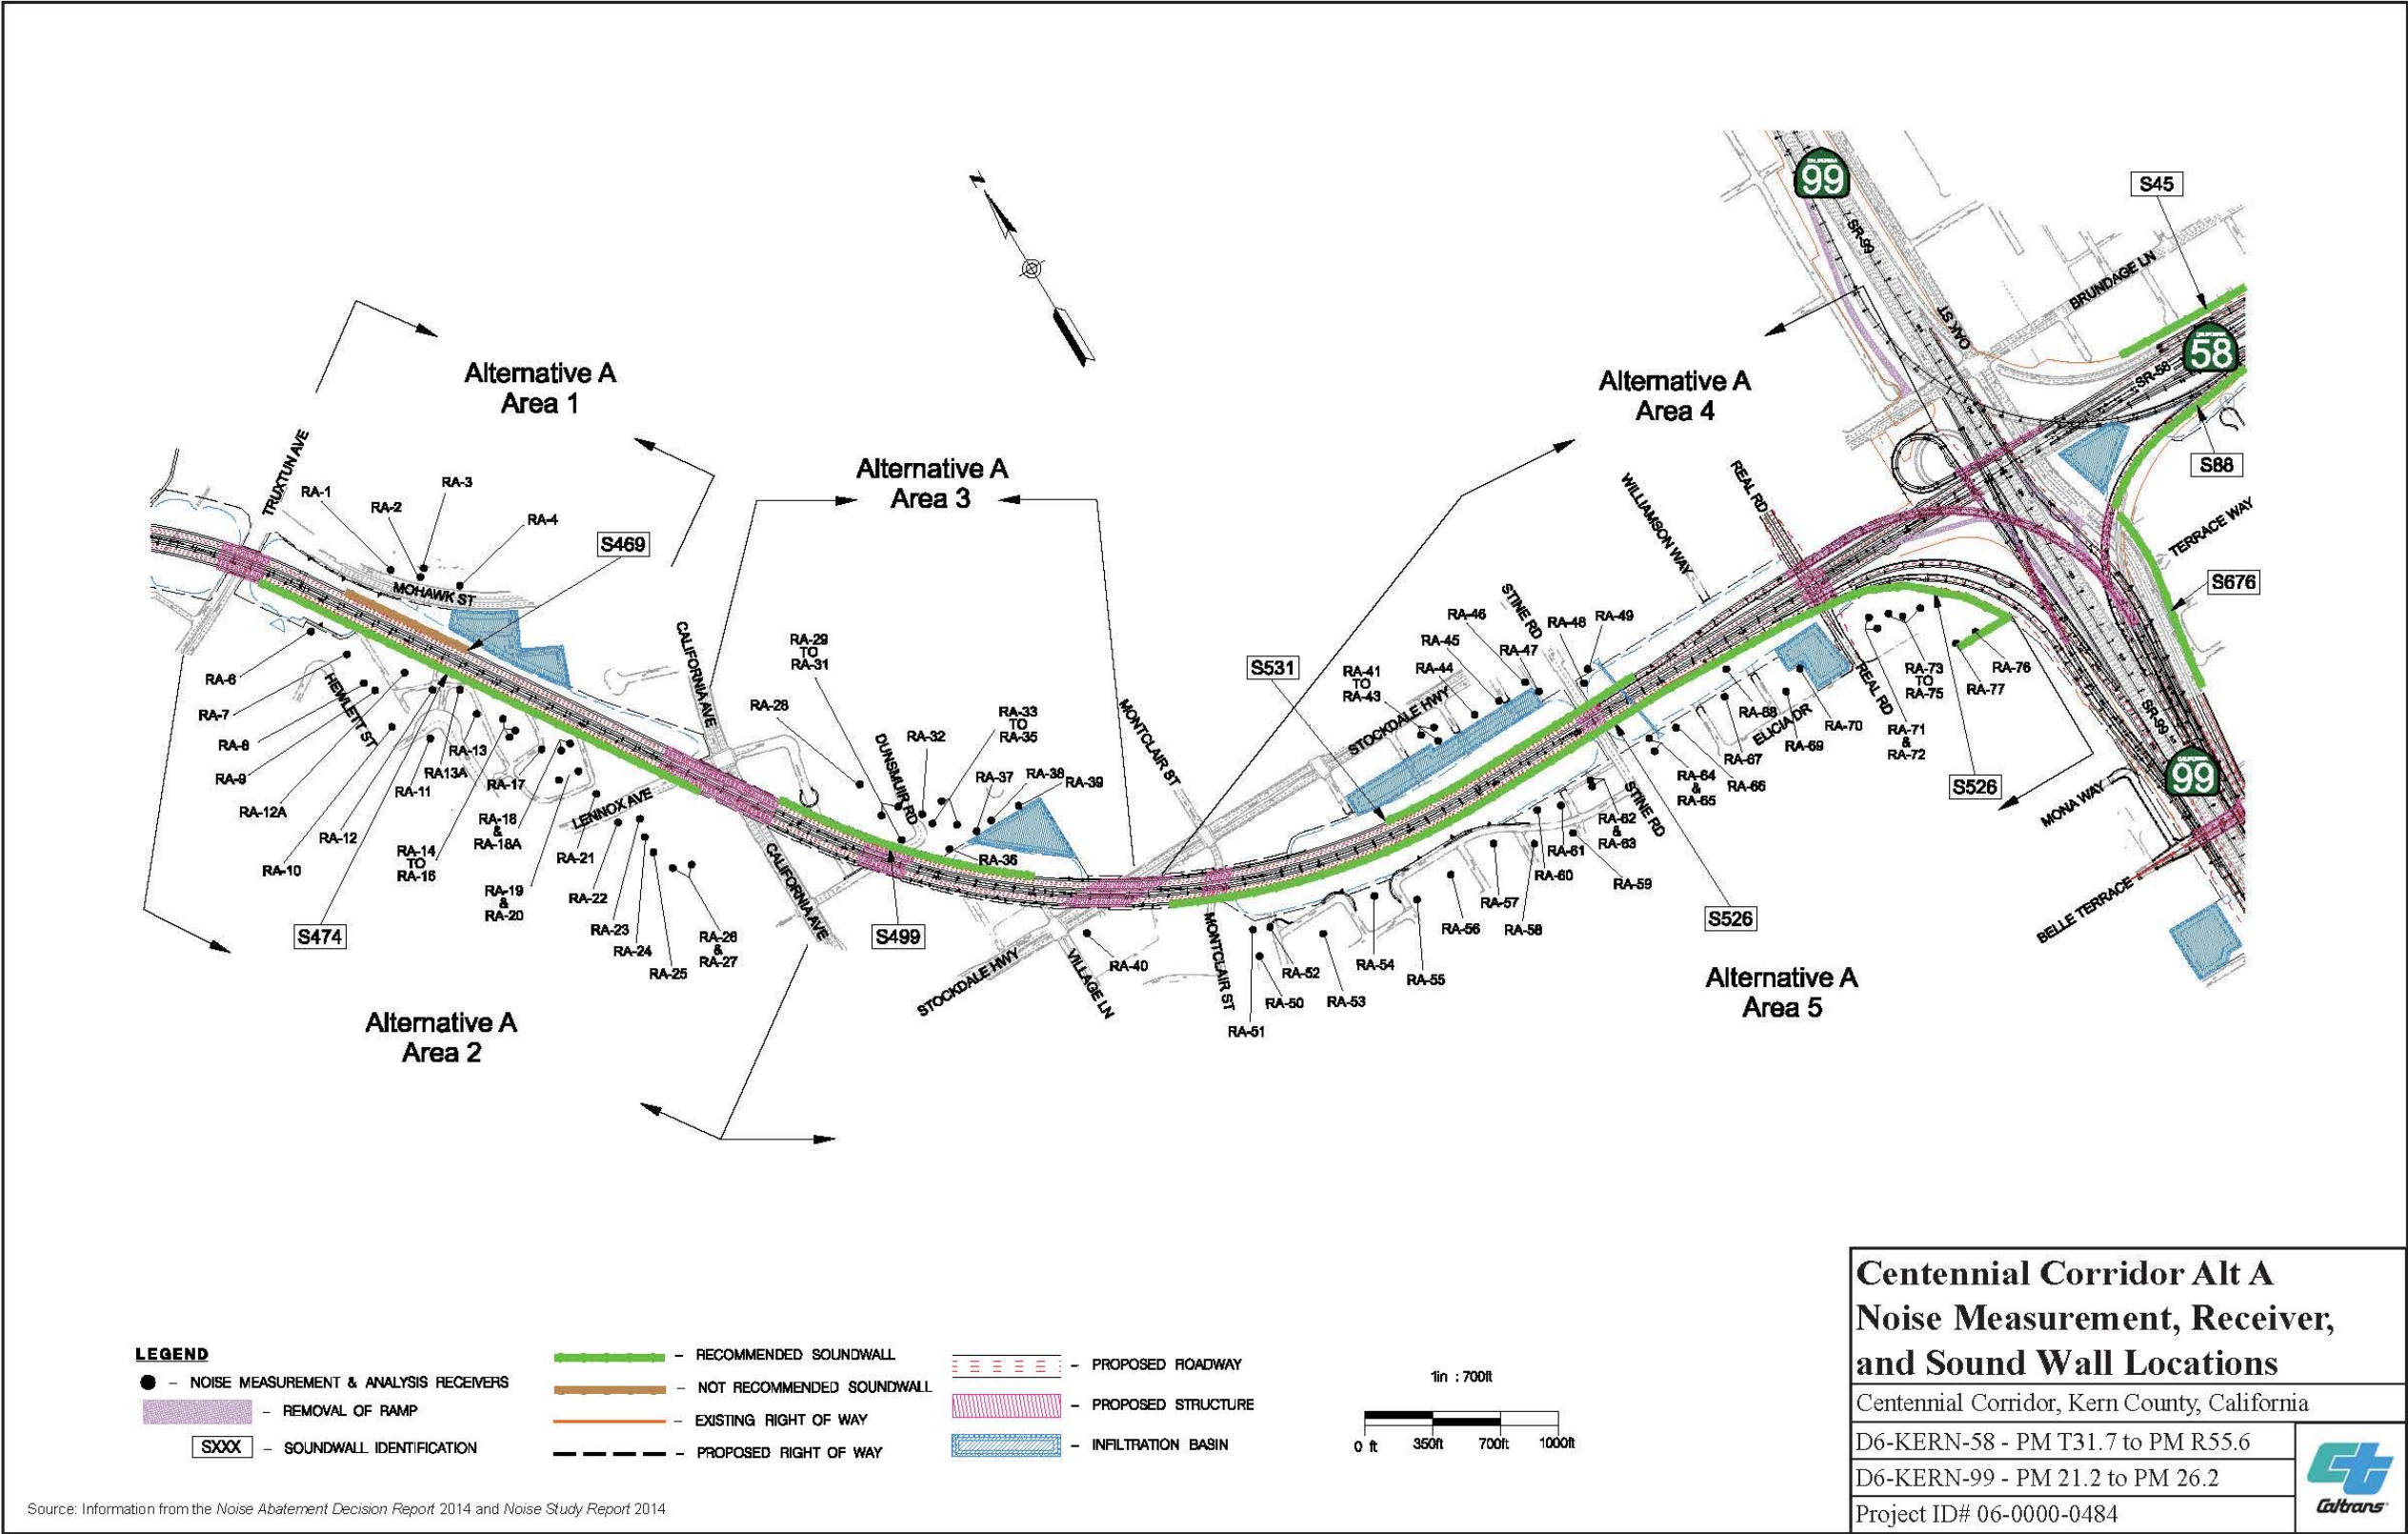 CALIFORNIA
99
S45
SR-99
BRUNDAGE LN
OAK ST
CALIFORNIA
58
SR-58
Alternative A
Area 1
Alternative A
Area 4
Alternative A
Area 3
N
TRUXTUN AVE
RA-1
RA-2
RA-3
RA-4
S469
MOHAWK ST
S88
TERRACE WAY
S676
REAL RD
WILLIAMSON WAY
STINE RD
RA-46
RA-48
RA-49
RA-45
RA-47
RA-44
RA-41
TO
RA-43
S531
STOCKDALE HWY
CALIFORNIA AVE
RA-29
TO
RA-31
RA-28
DUNSMUIR RD
RA-32
RA-33
TO
RA-35
RA-37
RA-38
RA-39
RA-36
MONTCLAIR ST
RA-6
RA-7
RA-8
RA-9
RA-12A
RA-12
RA-10
HEWLETT ST
RA-11
RA13A
RA-13
RA-17
RA-14
TO
RA-16
RA-18
&
RA-18A
RA-19
&
RA-20
LENNOX AVE
RA-21
RA-22
RA-23
RA-24
RA-25
RA-26
&
RA-27
CALIFORNIA AVE
S474
S499
STOCKDALE HWY
VILLAGE LN
RA-40
MONTCLAIR ST
RA-51
RA-50
RA-52
RA-53
RA-54
RA-55
RA-56
RA-57
RA-58
RA-60
RA-61
RA-59
RA-62
&
RA-63
STINE RD
RA-64
&
RA-65
RA-66
RA-67
RA-68
ELICIA DR
RA-69
RA-70
REAL RD
RA-71
&
RA-72
RA-73
TO
RA-75
RA-76
RA-77
S526
S526
SR-99
CALIFORNIA
99
MONA WAY
BELLE TERRACE
Alternative A
Area 5
Alternative A
Area 2
LEGEND
– NOISE MEASUREMENT & ANALYSIS RECEIVERS
– REMOVAL OF RAMP
SXXX – SOUNDWALL IDENTIFICATION
– RECOMMENDED SOUNDWALL
– NOT RECOMMENDED SOUNDWALL
– EXISTING RIGHT OF WAY
– PROPOSED RIGHT OF WAY
– PROPOSED ROADWAY
– PROPOSED STRUCTURE
– INFILTRATION BASIN
1in : 700ft
0 ft 350ft 700ft 1000ft
Source: Information from the Noise Abatement Decision Report 2014 and Noise Study Report 2014
Centennial Corridor Alt A
Noise Measurement, Receiver,
and Sound Wall Locations
Centennial Corridor, Kern County, California
D6-KERN-58 - PM T31.7 to PM R55.6
D6-KERN-99 - PM 21.2 to PM 26.2
Project ID# 06-0000-0484
ct
Caltrans